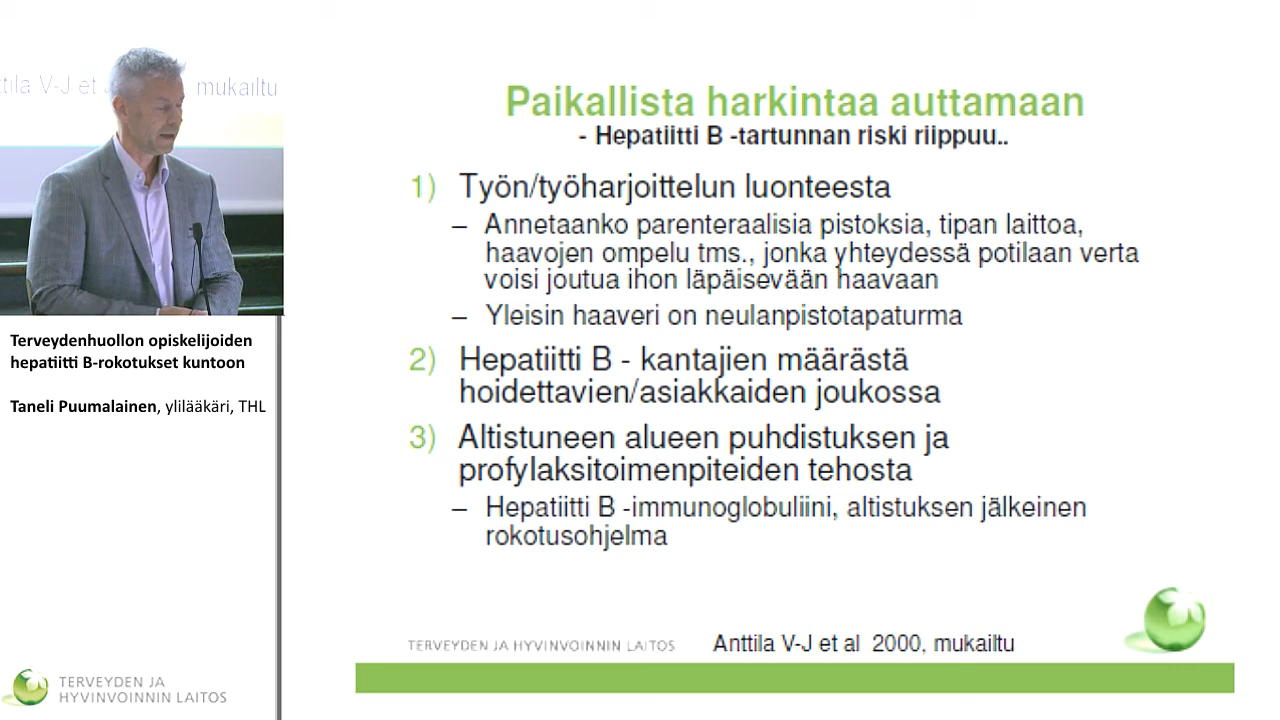 ttila V-J et
mukailtu
Terveydenhuollon opiskelijoiden
hepatiitti B-rokotukset kuntoon
Taneli Puumalainen, ylilääkäri, THL
TERVEYDEN JA
HYVINVOINNIN LAITOS
Paikallista harkintaa auttamaan
- Hepatiitti B -tartunnan riski riippuu..
1) Työn/työharjoittelun luonteesta
– Annetaanko parenteraalisia pistoksia, tipan laittoa,
haavojen ompelu tms., jonka yhteydessä potilaan verta
voisi joutua ihon läpäisevään haavaan
– Yleisin haaveri on neulanpistotapaturma
2) Hepatiitti B - kantajien määrästä
hoidettavien/asiakkaiden joukossa
3) Altistuneen alueen puhdistuksen ja
profylaksitoimenpiteiden tehosta
– Hepatiitti B -immunoglobuliini, altistuksen jälkeinen
rokotusohjelma
TERVEYDEN JA HYVINVOINNIN LAITOS
Anttila V-J et al 2000, mukailtu